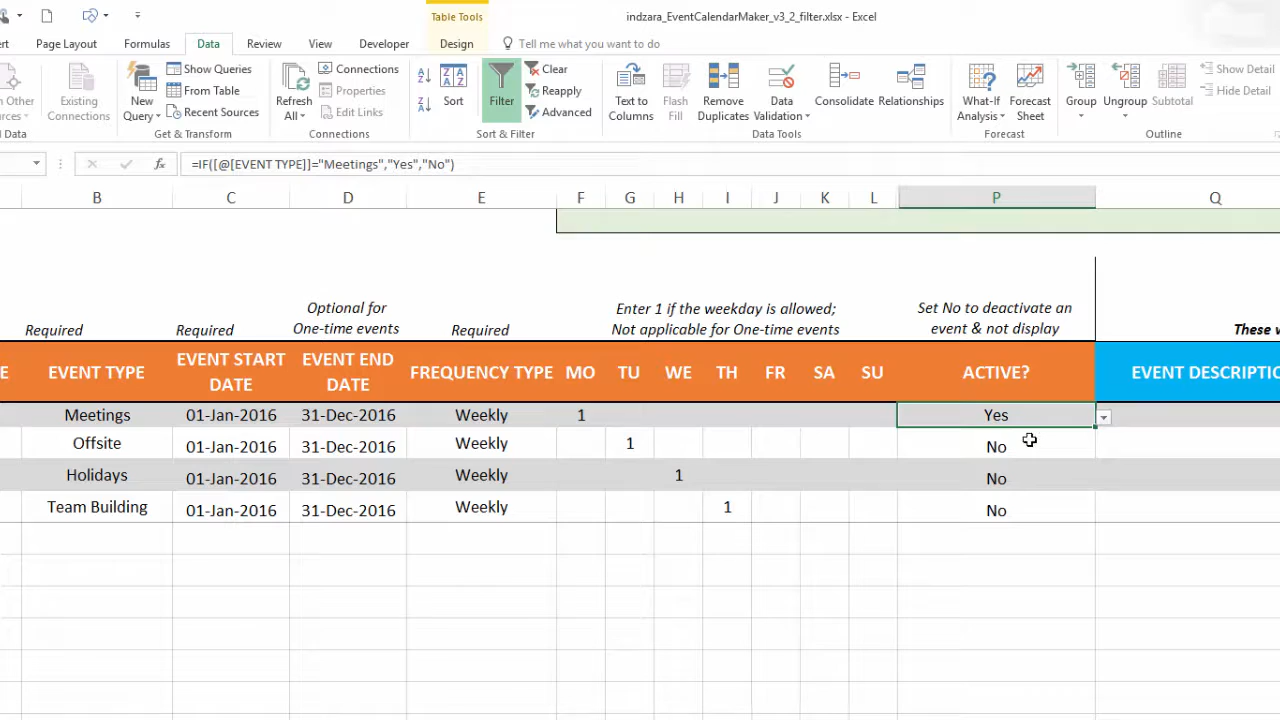 Table Tools
indzara_EventCalendarMaker_v3_2_filter.xlsx - Excel
Page Layout Formulas Data Review View Developer Design Tell me what you want to do
Show Queries Connections Clear Show Detail
From Table Properties Reapply Hide Detail
Recent Sources Edit Links Advanced
Existing Connections
New Query
Refresh All
Sort
Filter
Text to Columns
Flash Fill
Remove Duplicates
Data Validation
Consolidate
Relationships
What-If Analysis
Forecast Sheet
Group
Ungroup
Subtotal
Get & Transform Connections Sort & Filter Data Tools Forecast Outline
fx =IF([@[EVENT TYPE]]="Meetings","Yes","No")
B C D E F G H I J K L P Q
Optional for One-time events
Enter 1 if the weekday is allowed;
Not applicable for One-time events
Set No to deactivate an
event & not display
Required Required Required
EVENT TYPE EVENT START DATE EVENT END DATE FREQUENCY TYPE MO TU WE TH FR SA SU ACTIVE?
Meetings 01-Jan-2016 31-Dec-2016 Weekly 1 Yes
Offsite 01-Jan-2016 31-Dec-2016 Weekly 1 No
Holidays 01-Jan-2016 31-Dec-2016 Weekly 1 No
Team Building 01-Jan-2016 31-Dec-2016 Weekly 1 No